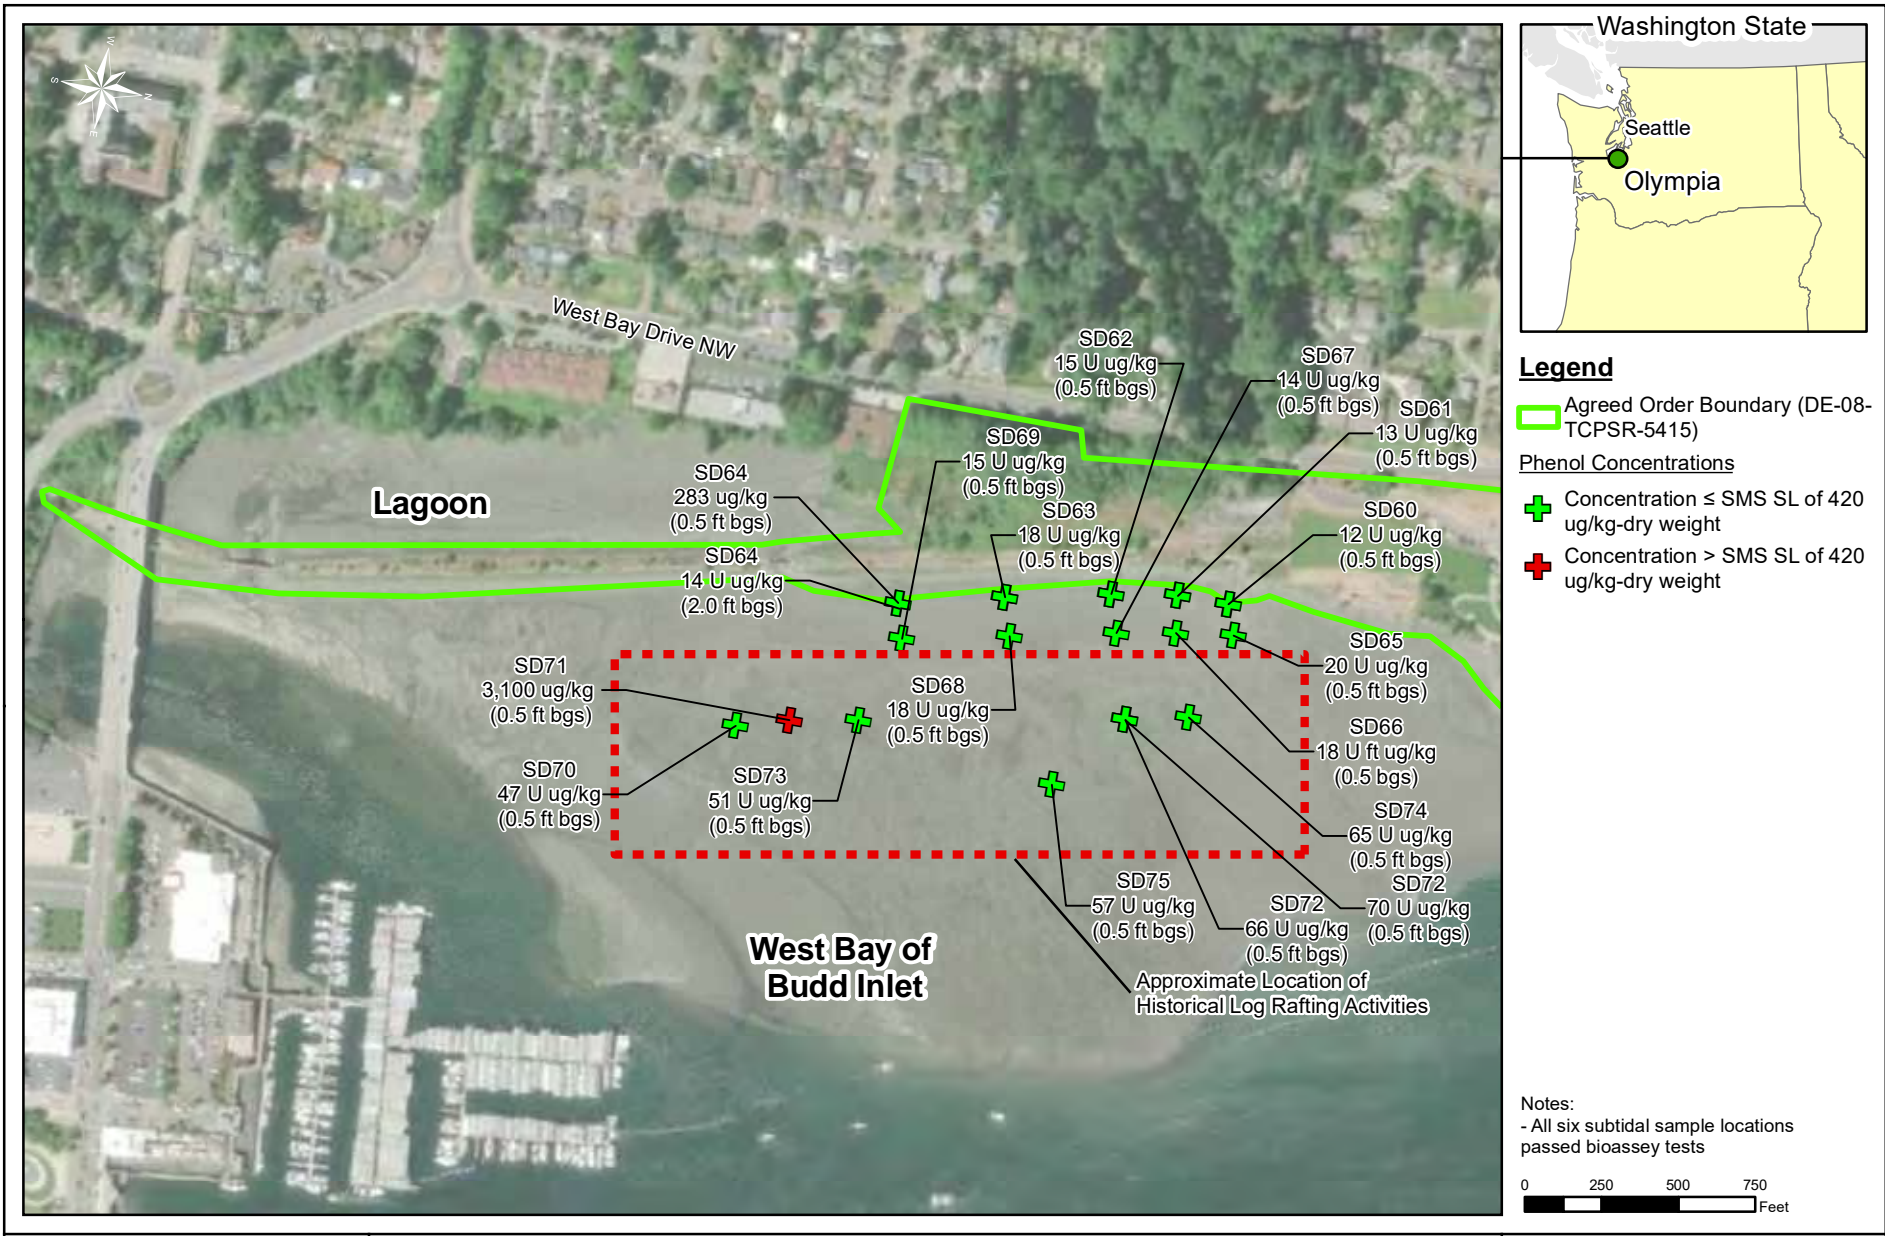 W
S
N
E
West Bay Drive NW
Lagoon
SD62
15 U ug/kg
(0.5 ft bgs)
SD67
14 U ug/kg
(0.5 ft bgs)
SD61
13 U ug/kg
(0.5 ft bgs)
SD69
15 U ug/kg
(0.5 ft bgs)
SD64
283 ug/kg
(0.5 ft bgs)
SD63
18 U ug/kg
(0.5 ft bgs)
SD60
12 U ug/kg
(0.5 ft bgs)
SD64
14 U ug/kg
(2.0 ft bgs)
SD65
20 U ug/kg
(0.5 ft bgs)
SD71
3,100 ug/kg
(0.5 ft bgs)
SD68
18 U ug/kg
(0.5 ft bgs)
SD66
18 U ft ug/kg
(0.5 bgs)
SD70
47 U ug/kg
(0.5 ft bgs)
SD73
51 U ug/kg
(0.5 ft bgs)
SD74
65 U ug/kg
(0.5 ft bgs)
SD75
57 U ug/kg
(0.5 ft bgs)
SD72
66 U ug/kg
(0.5 ft bgs)
SD72
70 U ug/kg
(0.5 ft bgs)
West Bay of
Budd Inlet
Approximate Location of
Historical Log Rafting Activities
Washington State
Seattle
Olympia
Legend
Agreed Order Boundary (DE-08-
TCPSR-5415)
Phenol Concentrations
Concentration ≤ SMS SL of 420
ug/kg-dry weight
Concentration > SMS SL of 420
ug/kg-dry weight
Notes:
- All six subtidal sample locations
passed bioassey tests
0 250 500 750
Feet